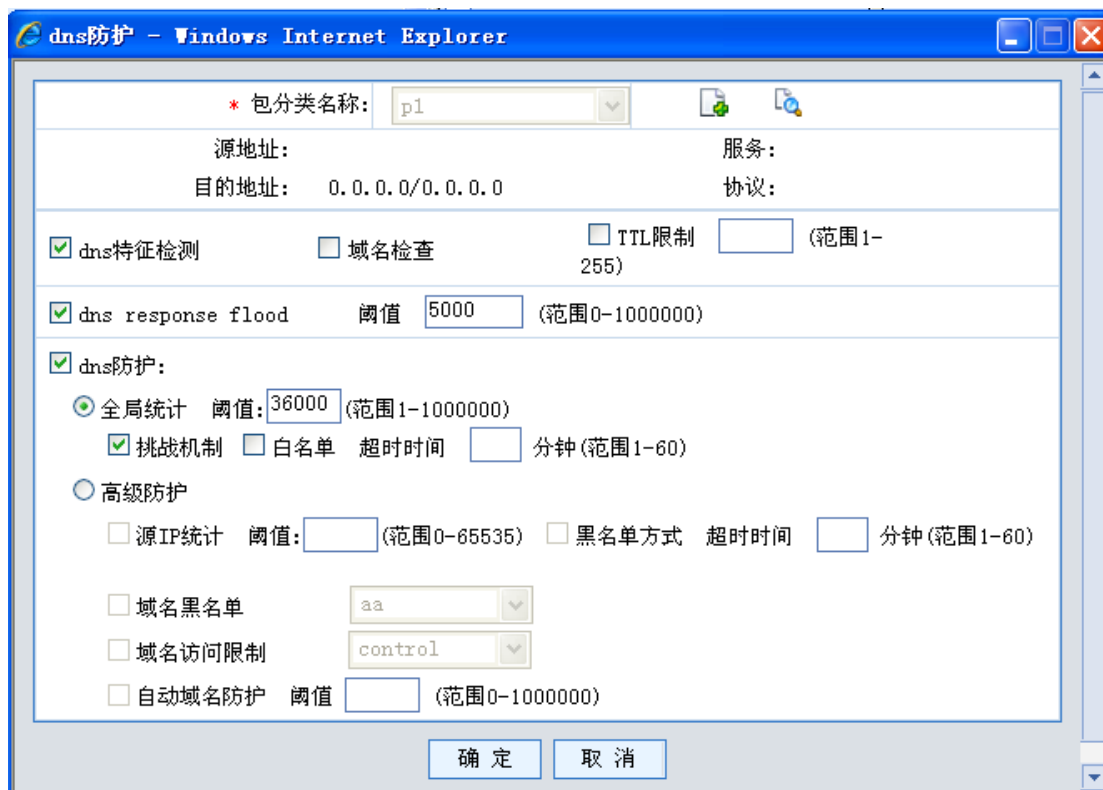 dns防护 - Windows Internet Explorer
* 包分类名称: p1
源地址: 服务:
目的地址: 0.0.0.0/0.0.0.0 协议:
dns特征检测 域名检查 TTL限制 (范围1-
255)
dns response flood 阈值 5000 (范围0-1000000)
dns防护:
全局统计 阈值: 36000 (范围1-1000000)
挑战机制 白名单 超时时间 分钟(范围1-60)
高级防护
源IP统计 阈值: (范围0-65535) 黑名单方式 超时时间 分钟(范围1-60)
域名黑名单 aa
域名访问限制 control
自动域名防护 阈值 (范围0-1000000)
确 定 取 消